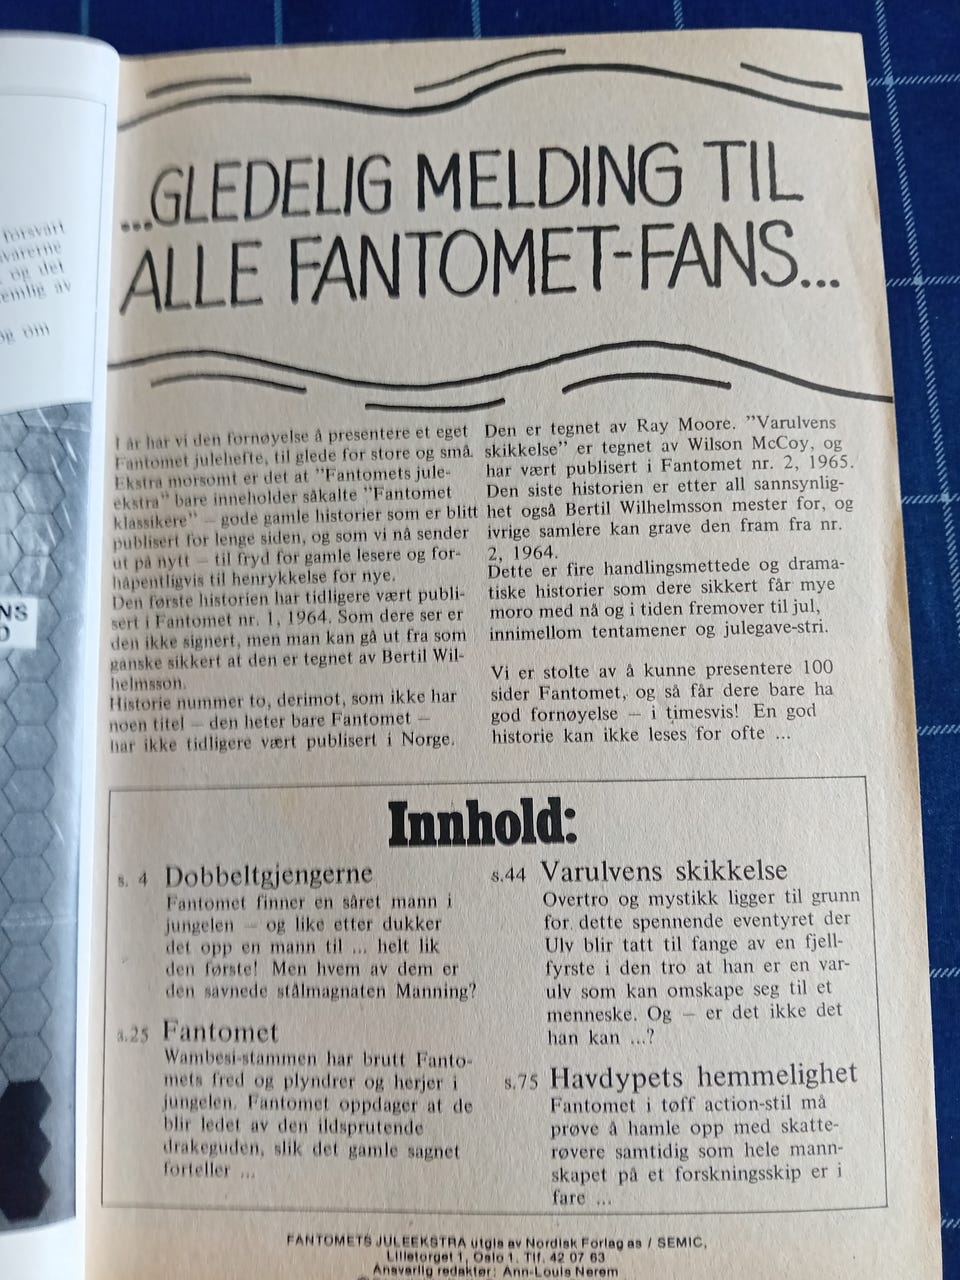 forsvart
og det
og om
...GLEDELIG MELDING TIL
ALLE FANTOMET-FANS...
I år har vi den fornøyelse å presentere et eget
Fantomet julehefte, til glede for store og små.
Ekstra morsomt er det at "Fantomets jule-
ekstra" bare inneholder såkalte "Fantomet
klassikere" — gode gamle historier som er blitt
publisert for lenge siden, og som vi nå sender
ut på nytt — til fryd for gamle lesere og for-
håpentligvis til henrykkelse for nye.
Den første historien har tidligere vært publi-
sert i Fantomet nr. 1, 1964. Som dere ser er
den ikke signert, men man kan gå ut fra som
ganske sikkert at den er tegnet av Bertil Wil-
helmsson.
Historie nummer to, derimot, som ikke har
noen titel — den heter bare Fantomet —
har ikke tidligere vært publisert i Norge.
Den er tegnet av Ray Moore. "Varulvens
skikkelse" er tegnet av Wilson McCoy, og
har vært publisert i Fantomet nr. 2, 1965.
Den siste historien er etter all sannsynlig-
het også Bertil Wilhelmsson mester for, og
ivrige samlere kan grave den fram fra nr.
2, 1964.
Dette er fire handlingsmettede og drama-
tiske historier som dere sikkert får mye
moro med nå og i tiden fremover til jul,
innimellom tentamener og julegave-stri.
Vi er stolte av å kunne presentere 100
sider Fantomet, og så får dere bare ha
god fornøyelse — i timesvis! En god
historie kan ikke leses for ofte ...
Innhold:
s. 4 Dobbeltgjengerne
Fantomet finner en såret mann i
jungelen — og like etter dukker
det opp en mann til ... helt lik
den første! Men hvem av dem er
den savnede stålmagnaten Manning?
s.25 Fantomet
Wambesi-stammen har brutt Fanto-
mets fred og plyndrer og herjer i
jungelen. Fantomet oppdager at de
blir ledet av den ildsprutende
drakeguden, slik det gamle sagnet
forteller ...
s.44 Varulvens skikkelse
Overtro og mystikk ligger til grunn
for dette spennende eventyret der
Ulv blir tatt til fange av en fjell-
fyrste i den tro at han er en var-
ulv som kan omskape seg til et
menneske. Og — er det ikke det
han kan ...?
s.75 Havdypets hemmelighet
Fantomet i tøff action-stil må
prøve å hamle opp med skatte-
røvere samtidig som hele mann-
skapet på et forskningsskip er i
fare ...
FANTOMETS JULEEKSTRA utgis av Nordisk Forlag as / SEMIC,
Lilletorget 1, Oslo 1. Tlf. 42 07 63
Ansvarlig redaktør: Ann-Louis Nerem